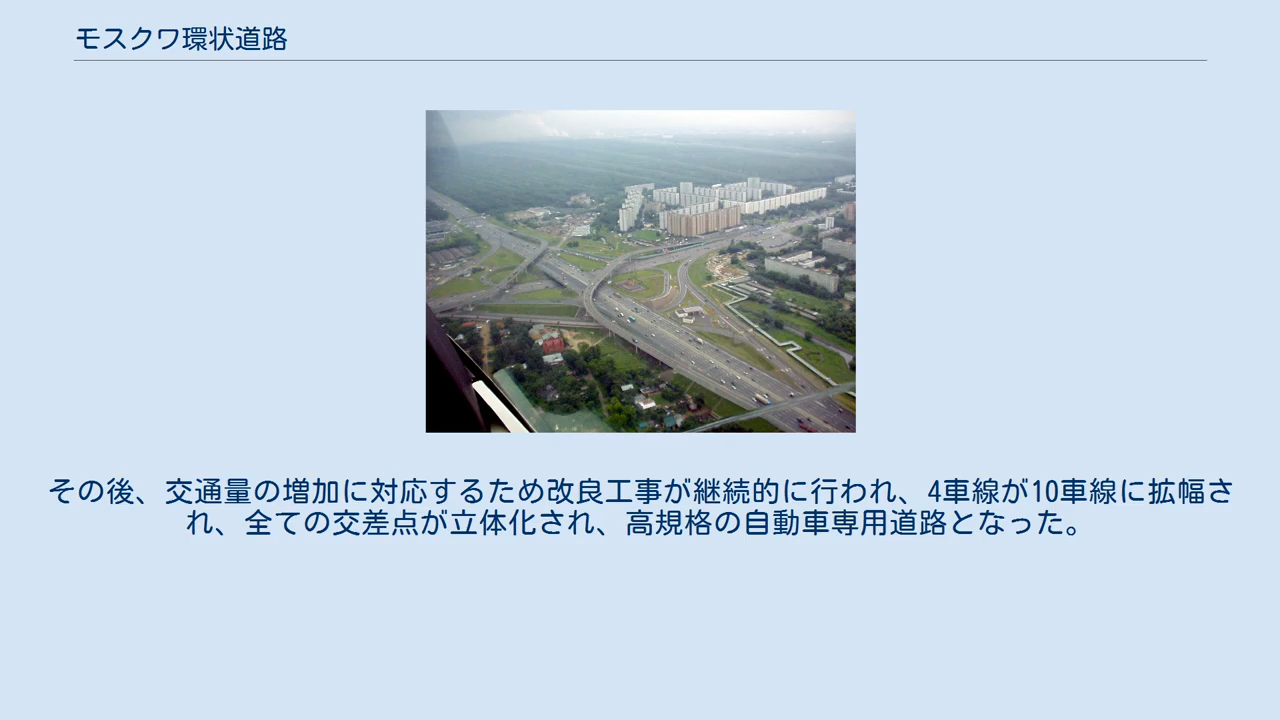 モスクワ環状道路
その後、交通量の増加に対応するため改良工事が継続的に行われ、4車線が10車線に拡幅さ
れ、全ての交差点が立体化され、高規格の自動車専用道路となった。